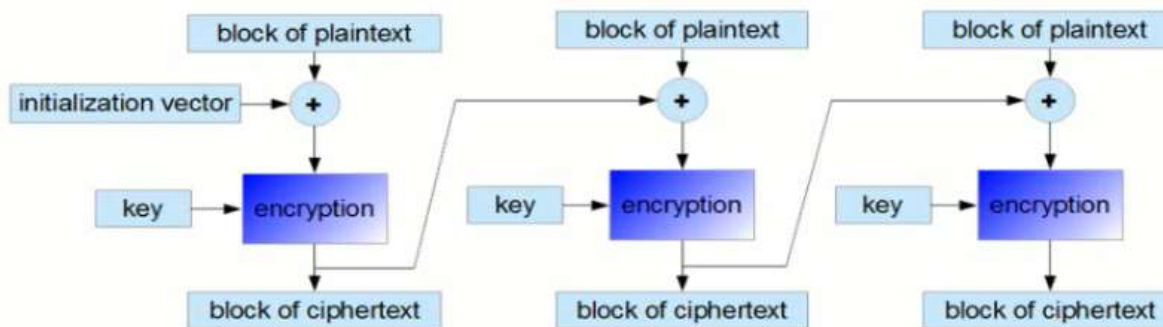 block of plaintext
block of plaintext
block of plaintext
initialization vector
+
+
+
key
encryption
key
encryption
key
encryption
block of ciphertext
block of ciphertext
block of ciphertext